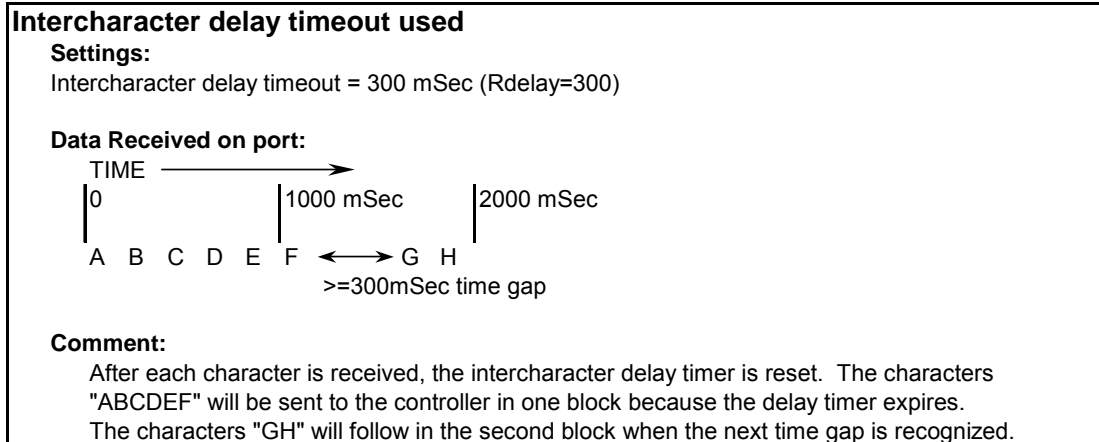 Intercharacter delay timeout used
Settings:
Intercharacter delay timeout = 300 mSec (Rdelay=300)
Data Received on port:
TIME
0 1000 mSec 2000 mSec
A B C D E F G H
>=300mSec time gap
Comment:
After each character is received, the intercharacter delay timer is reset. The characters
"ABCDEF" will be sent to the controller in one block because the delay timer expires.
The characters "GH" will follow in the second block when the next time gap is recognized.